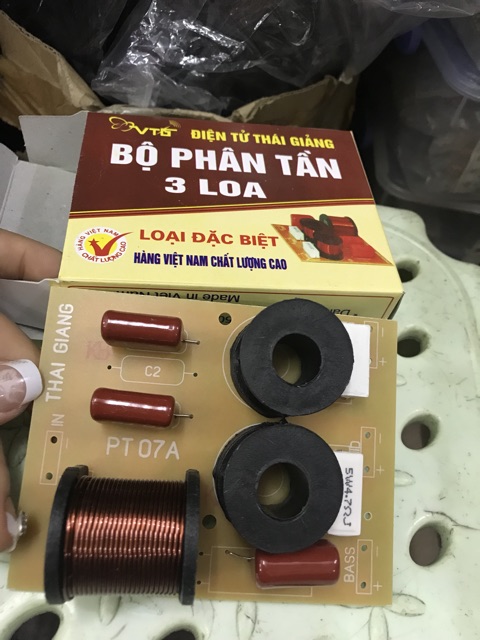 VTG ĐIỆN TỬ THÁI GIẢNG
BỘ PHÂN TẦN
3 LOA
LOẠI ĐẶC BIỆT
HÀNG VIỆT NAM CHẤT LƯỢNG CAO
HÀNG VIỆT NAM
CHẤT LƯỢNG CAO
Made in Viet Nam
THAI GIANG
IN
C2
PT 07A
5W4.7ΩJ
BASS